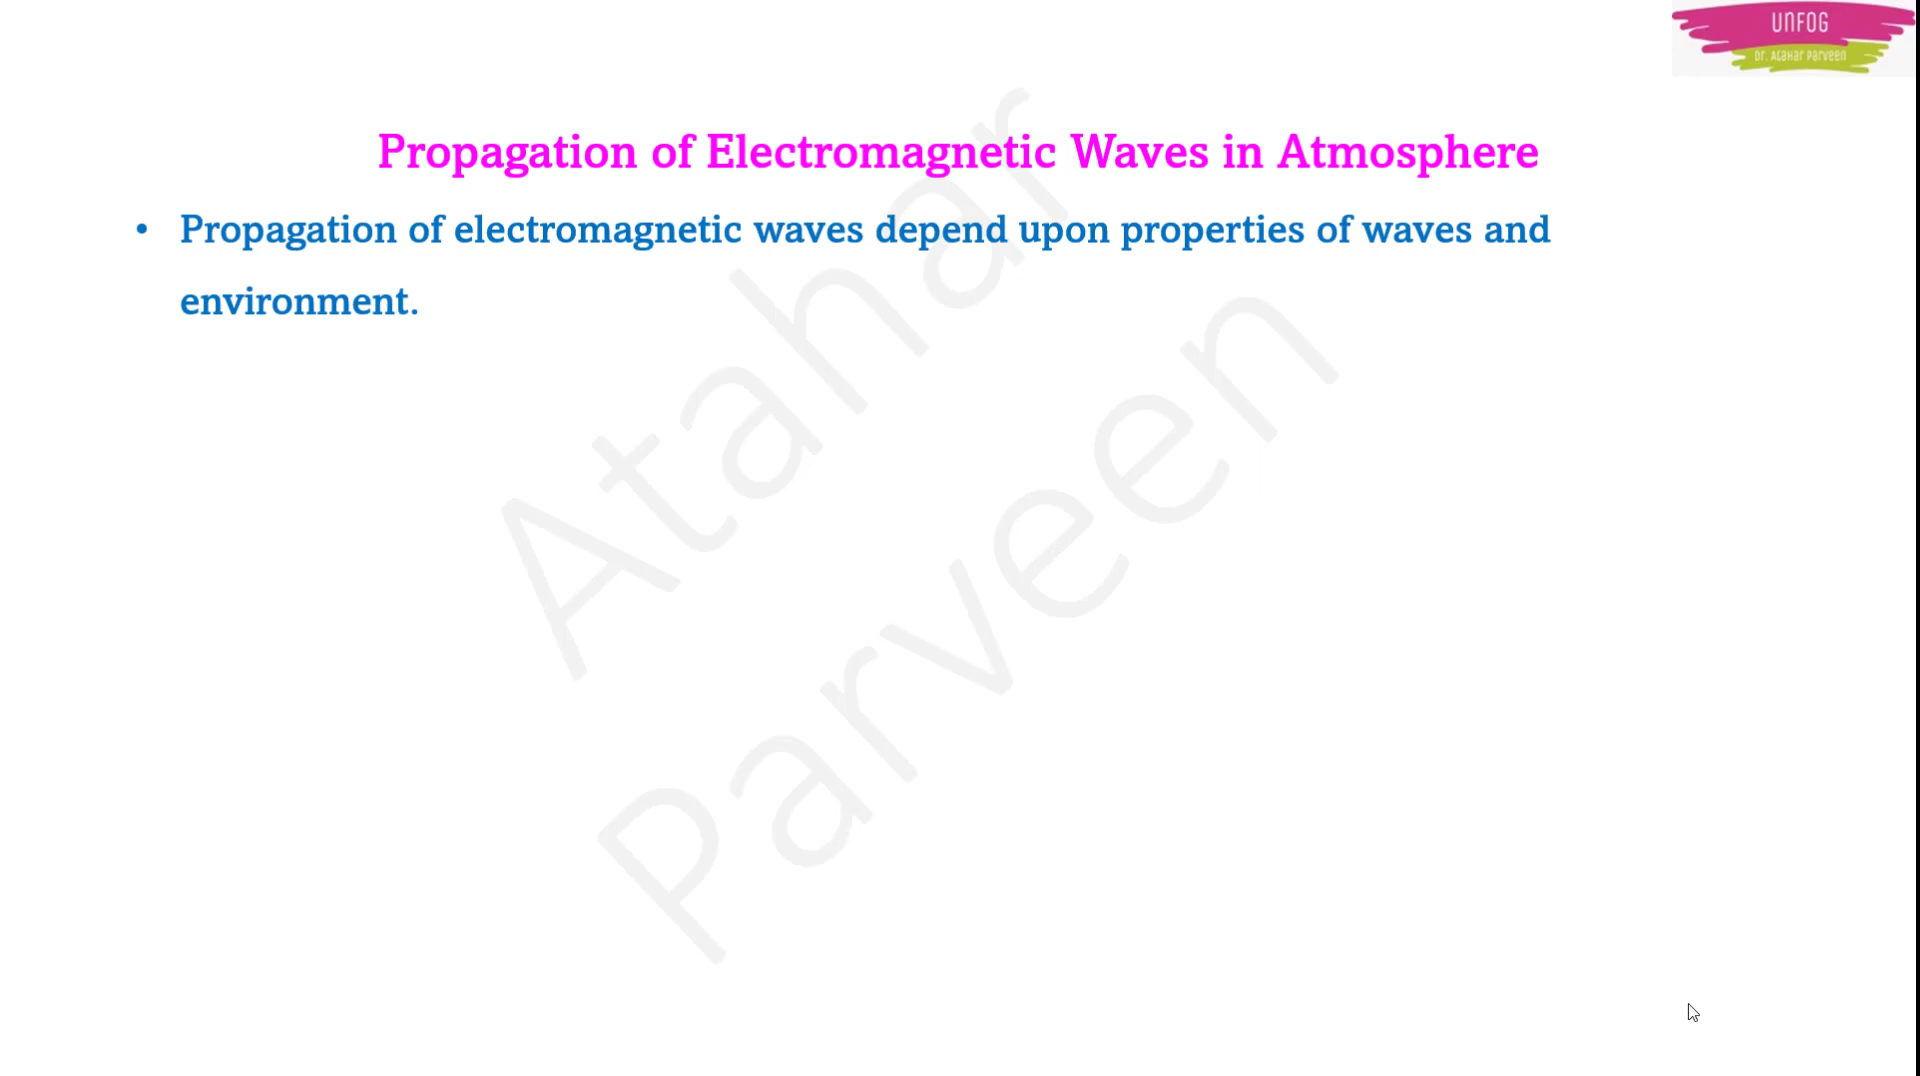 UNFOG
Dr. Atahar Parveen
Propagation of Electromagnetic Waves in Atmosphere
• Propagation of electromagnetic waves depend upon properties of waves and
environment.
Atahar
Parveen